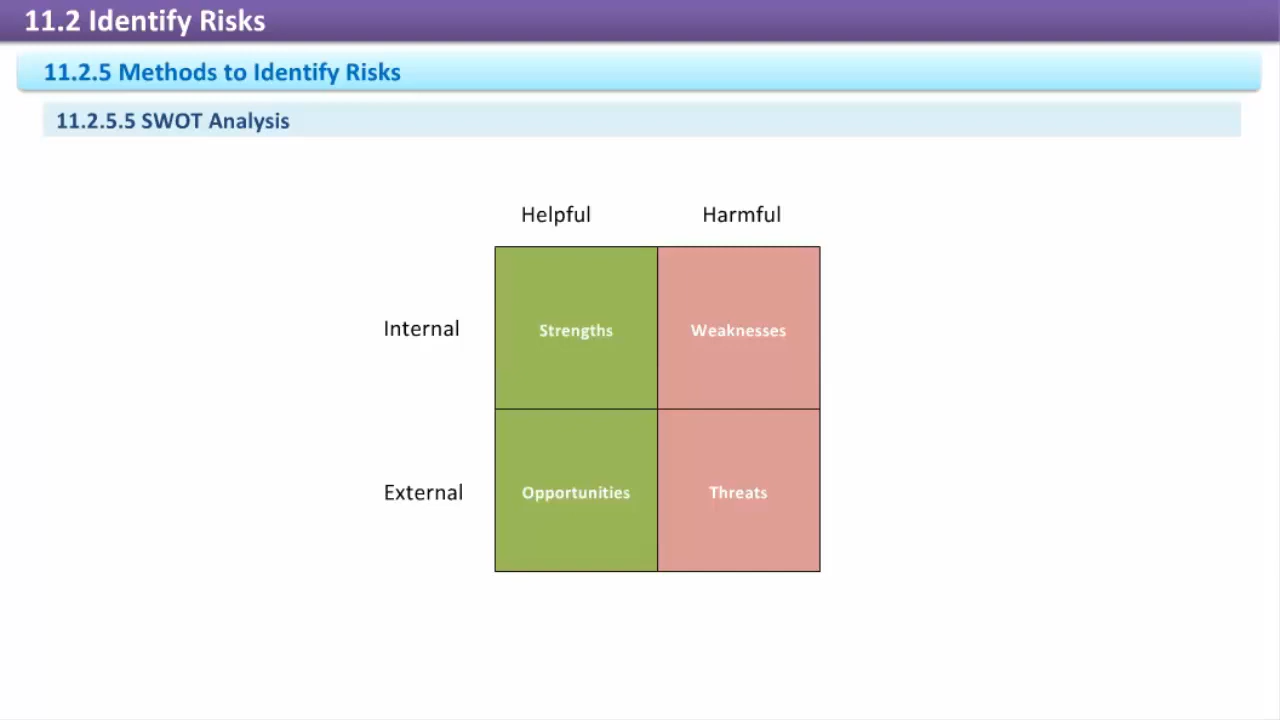 11.2 Identify Risks
11.2.5 Methods to Identify Risks
11.2.5.5 SWOT Analysis
Helpful Harmful
Internal Strengths Weaknesses
External Opportunities Threats